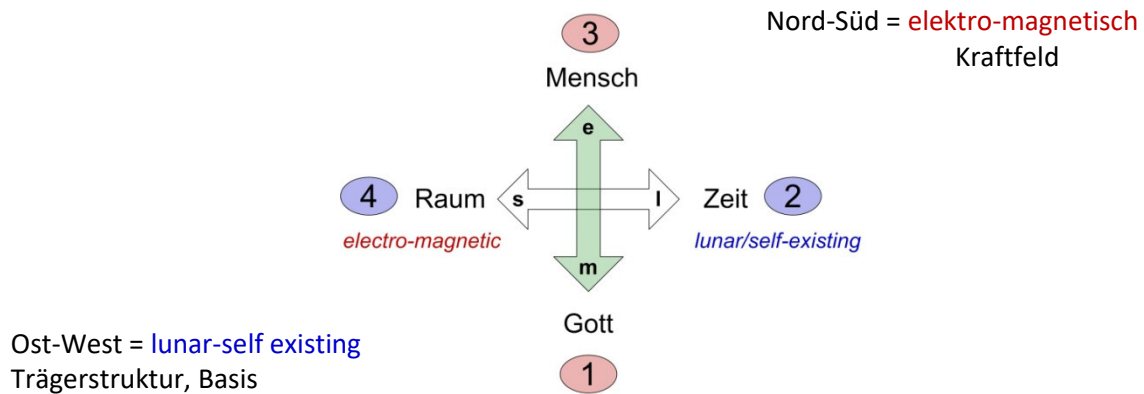 Nord-Süd = elektro-magnetisch
Kraftfeld
3
Mensch
e
4 Raum s l Zeit 2
electro-magnetic lunar/self-existing
m
Gott
Ost-West = lunar-self existing
Trägerstruktur, Basis
1